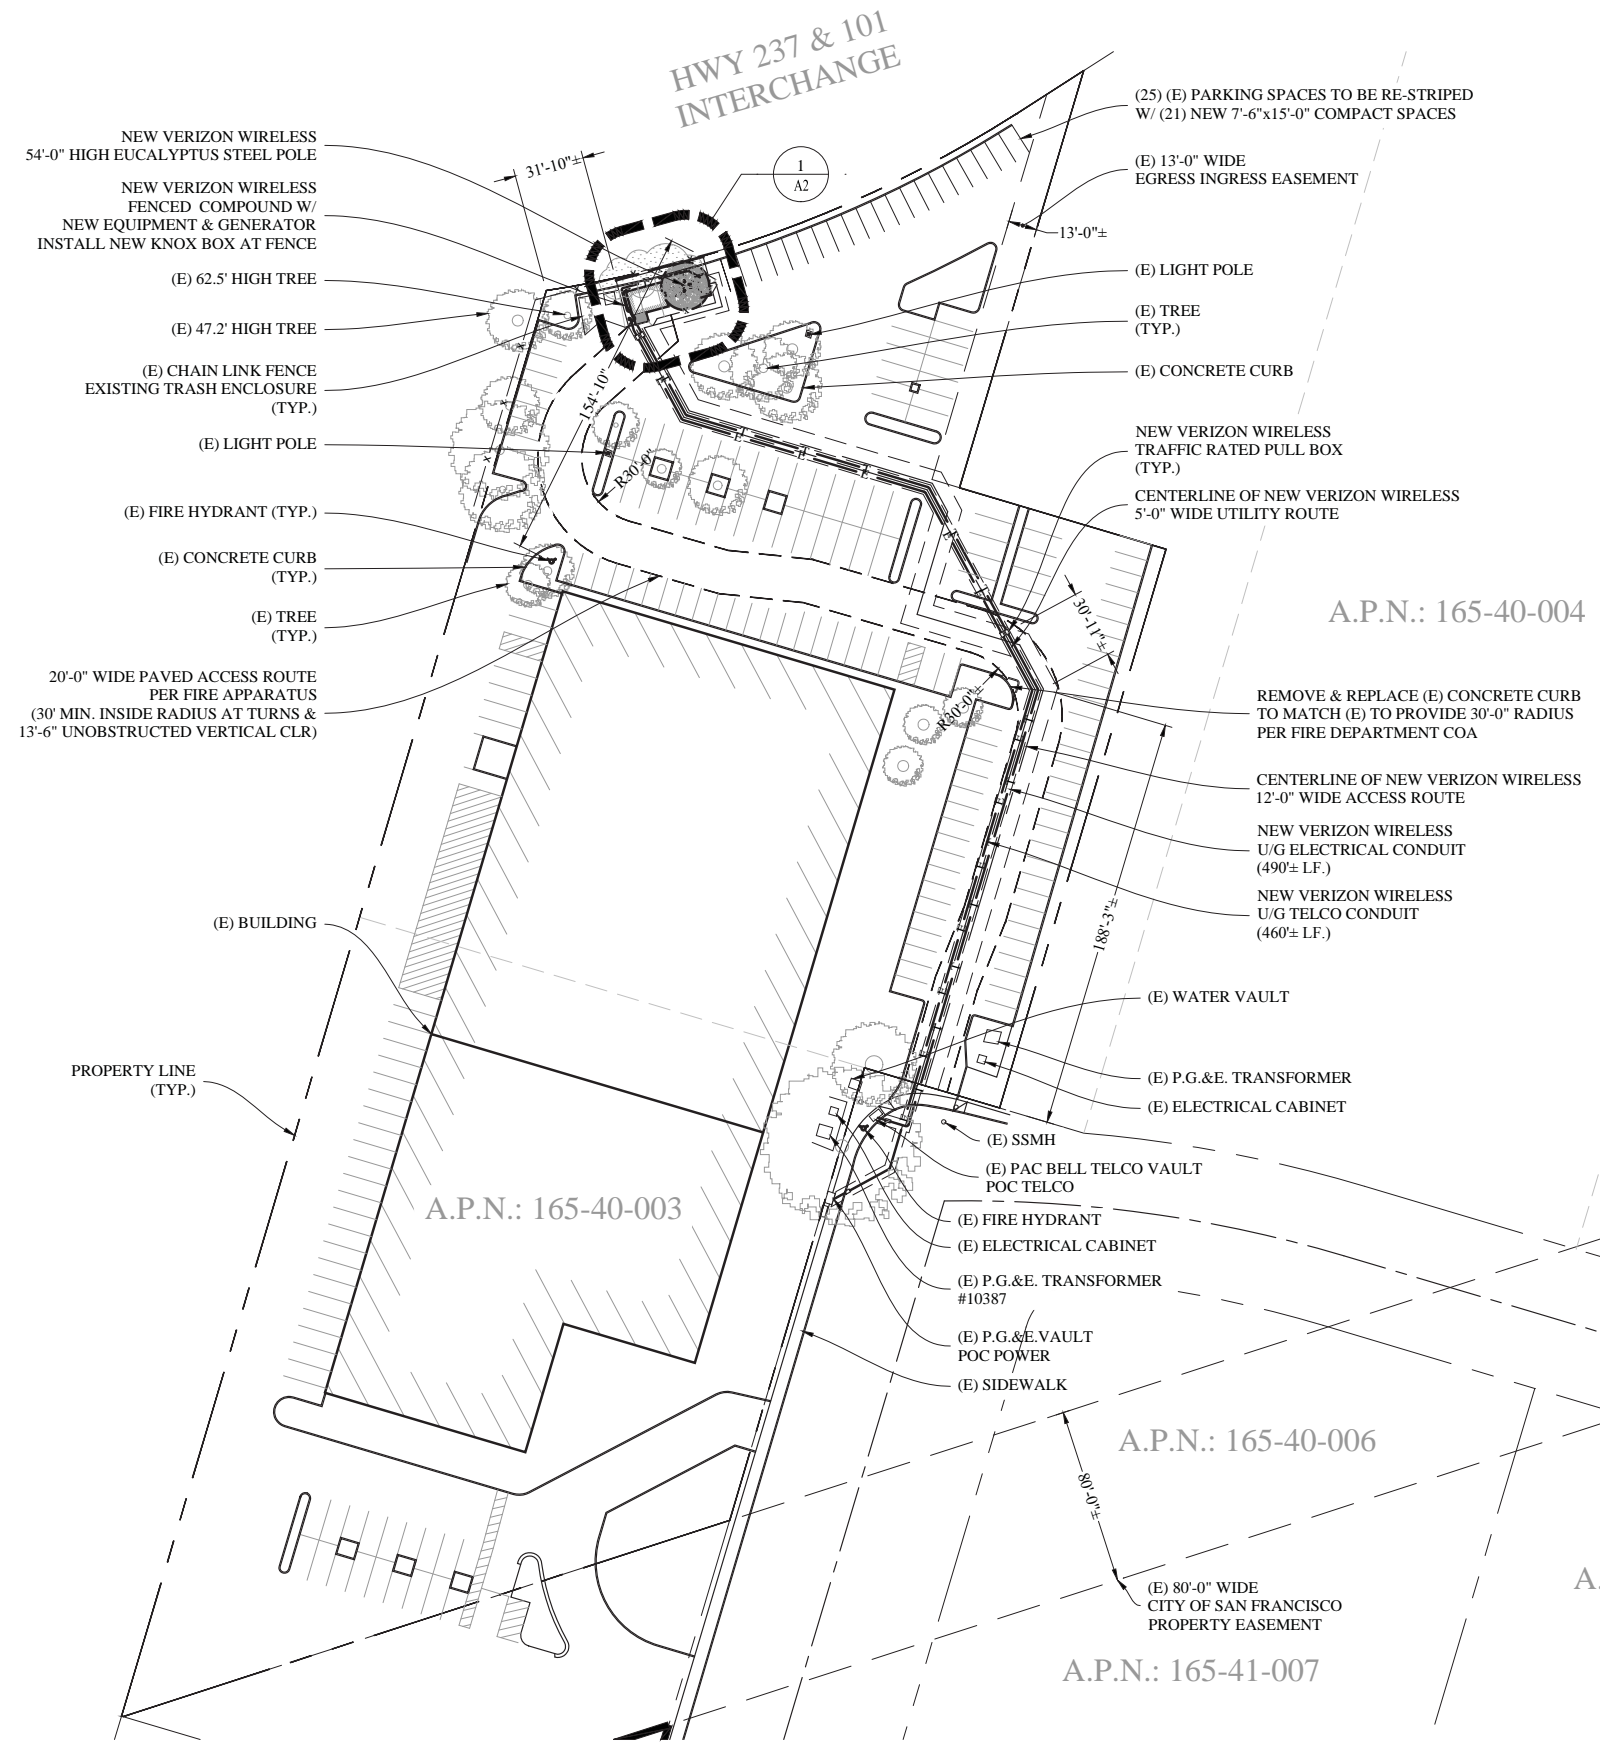 HWY 237 & 101
INTERCHANGE
NEW VERIZON WIRELESS
54'-0" HIGH EUCALYPTUS STEEL POLE
NEW VERIZON WIRELESS
FENCED COMPOUND W/
NEW EQUIPMENT & GENERATOR
INSTALL NEW KNOX BOX AT FENCE
(E) 62.5' HIGH TREE
(E) 47.2' HIGH TREE
(E) CHAIN LINK FENCE
EXISTING TRASH ENCLOSURE
(TYP.)
(E) LIGHT POLE
(E) FIRE HYDRANT (TYP.)
(E) CONCRETE CURB
(TYP.)
(E) TREE
(TYP.)
20'-0" WIDE PAVED ACCESS ROUTE
PER FIRE APPARATUS
(30' MIN. INSIDE RADIUS AT TURNS &
13'-6" UNOBSTRUCTED VERTICAL CLR)
(E) BUILDING
PROPERTY LINE
(TYP.)
31'-10"±
1
A2
154'-10"
R30'-0"
13'-0"±
30'-11"±
R30'-0"±
188'-3"±
80'-0"±
(25) (E) PARKING SPACES TO BE RE-STRIPED
W/ (21) NEW 7'-6"x15'-0" COMPACT SPACES
(E) 13'-0" WIDE
EGRESS INGRESS EASEMENT
(E) LIGHT POLE
(E) TREE
(TYP.)
(E) CONCRETE CURB
NEW VERIZON WIRELESS
TRAFFIC RATED PULL BOX
(TYP.)
CENTERLINE OF NEW VERIZON WIRELESS
5'-0" WIDE UTILITY ROUTE
A.P.N.: 165-40-004
REMOVE & REPLACE (E) CONCRETE CURB
TO MATCH (E) TO PROVIDE 30'-0" RADIUS
PER FIRE DEPARTMENT COA
CENTERLINE OF NEW VERIZON WIRELESS
12'-0" WIDE ACCESS ROUTE
NEW VERIZON WIRELESS
U/G ELECTRICAL CONDUIT
(490'± LF.)
NEW VERIZON WIRELESS
U/G TELCO CONDUIT
(460'± LF.)
(E) WATER VAULT
(E) P.G.&E. TRANSFORMER
(E) ELECTRICAL CABINET
(E) SSMH
(E) PAC BELL TELCO VAULT
POC TELCO
(E) FIRE HYDRANT
(E) ELECTRICAL CABINET
(E) P.G.&E. TRANSFORMER
#10387
(E) P.G.&E.VAULT
POC POWER
(E) SIDEWALK
A.P.N.: 165-40-003
A.P.N.: 165-40-006
(E) 80'-0" WIDE
CITY OF SAN FRANCISCO
PROPERTY EASEMENT
A.P.N.: 165-41-007
A.